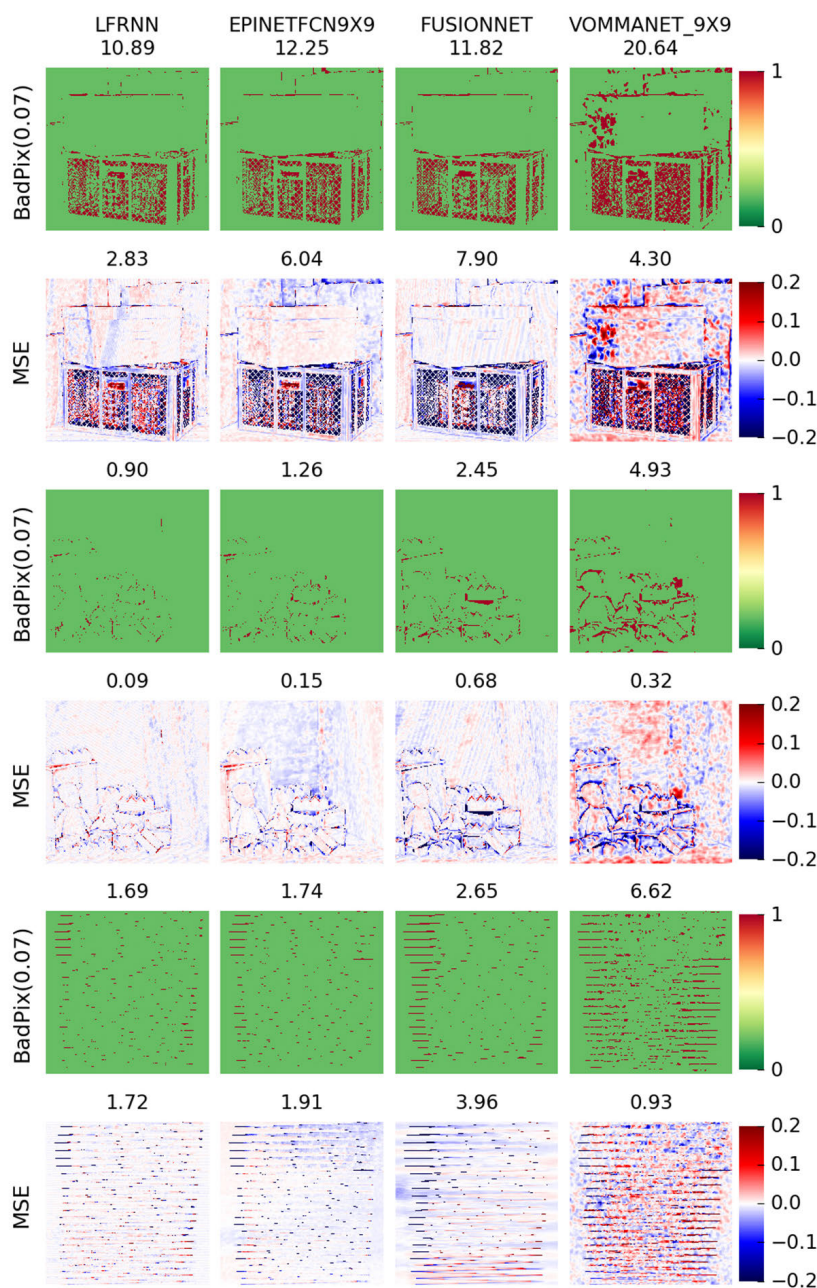 LFRNN EPINETFCN9X9 FUSIONNET VOMMANET_9X9
10.89 12.25 11.82 20.64
BadPix(0.07)
1
0
2.83 6.04 7.90 4.30
MSE
0.2
0.1
0.0
−0.1
−0.2
0.90 1.26 2.45 4.93
BadPix(0.07)
1
0
0.09 0.15 0.68 0.32
MSE
0.2
0.1
0.0
−0.1
−0.2
1.69 1.74 2.65 6.62
BadPix(0.07)
1
0
1.72 1.91 3.96 0.93
MSE
0.2
0.1
0.0
−0.1
−0.2